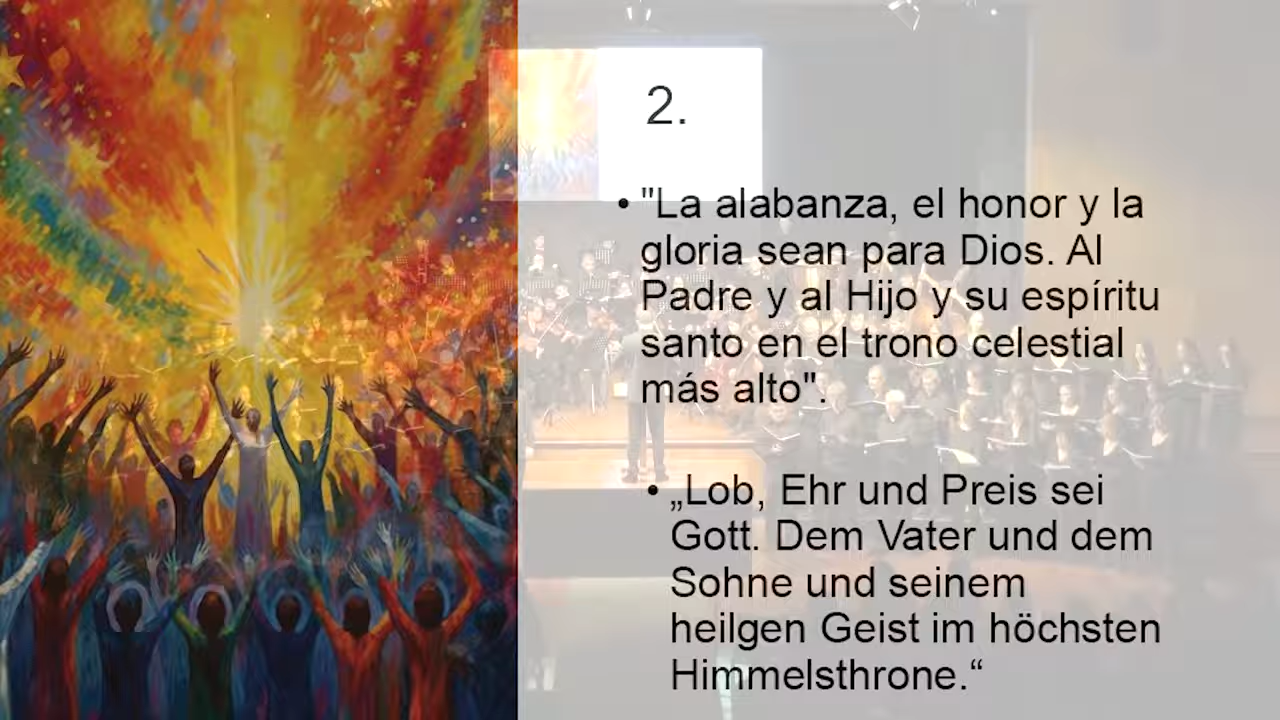 2.
• "La alabanza, el honor y la
gloria sean para Dios. Al
Padre y al Hijo y su espíritu
santo en el trono celestial
más alto".
• „Lob, Ehr und Preis sei
Gott. Dem Vater und dem
Sohne und seinem
heilgen Geist im höchsten
Himmelsthrone.“